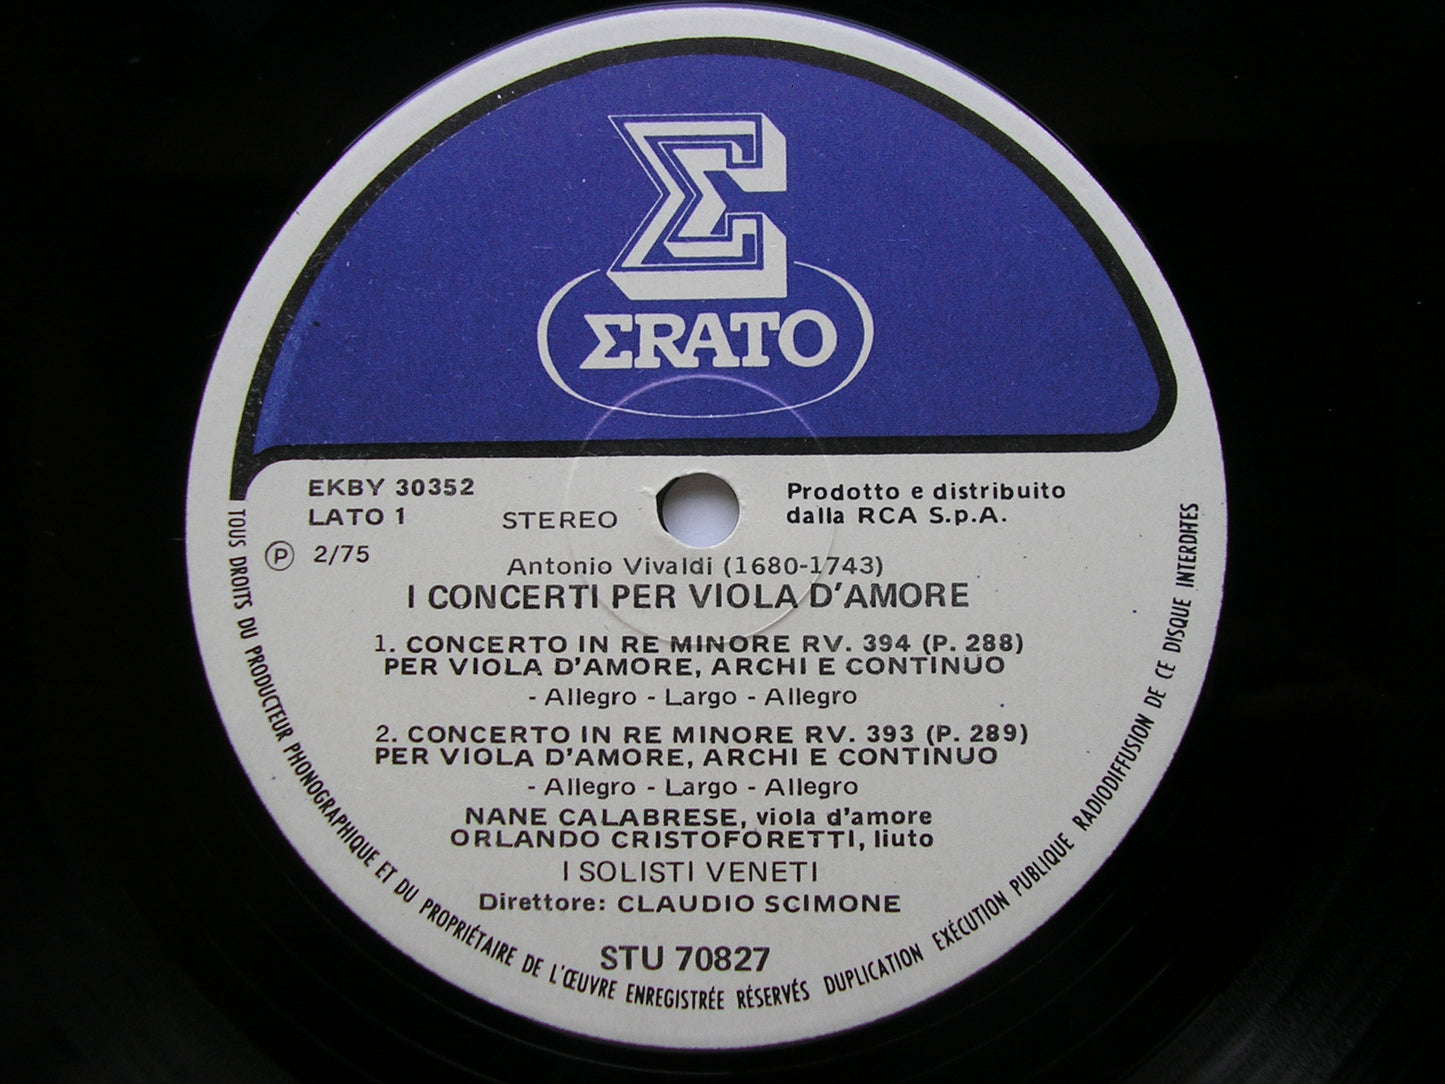 Σ
ΣRATO
EKBY 30352
LATO 1
STEREO
Prodotto e distribuito
dalla RCA S.p.A.
Ⓟ 2/75
Antonio Vivaldi (1680-1743)
I CONCERTI PER VIOLA D'AMORE
1. CONCERTO IN RE MINORE RV. 394 (P. 288)
PER VIOLA D'AMORE, ARCHI E CONTINUO
- Allegro - Largo - Allegro
2. CONCERTO IN RE MINORE RV. 393 (P. 289)
PER VIOLA D'AMORE, ARCHI E CONTINUO
- Allegro - Largo - Allegro
NANE CALABRESE, viola d'amore
ORLANDO CRISTOFORETTI, liuto
I SOLISTI VENETI
Direttore: CLAUDIO SCIMONE
STU 70827
TOUS DROITS DU PRODUCTEUR PHONOGRAPHIQUE ET DU PROPRIÉTAIRE DE L'ŒUVRE ENREGISTRÉE RÉSERVÉS DUPLICATION EXÉCUTION PUBLIQUE RADIODIFFUSION DE CE DISQUE INTERDITES